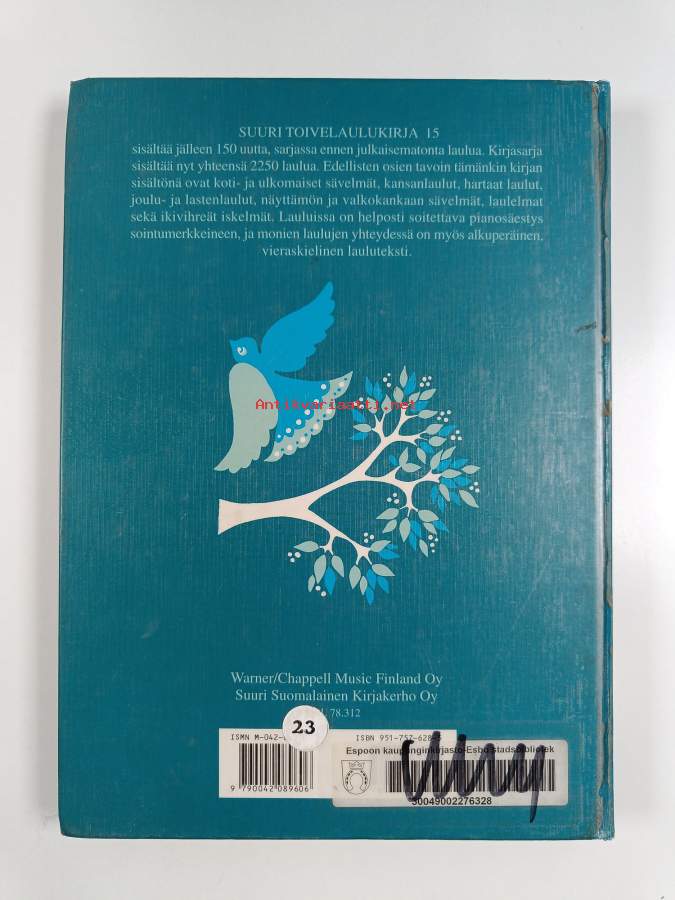 SUURI TOIVELAULUKIRJA 15
sisältää jälleen 150 uutta, sarjassa ennen julkaisematonta laulua. Kirjasarja
sisältää nyt yhteensä 2250 laulua. Edellisten osien tavoin tämänkin kirjan
sisältönä ovat koti- ja ulkomaiset sävelmät, kansanlaulut, hartaat laulut,
joulu- ja lastenlaulut, näyttämön ja valkokankaan sävelmät, laulelmat
sekä ikivihreät iskelmät. Lauluissa on helposti soitettava pianosäestys
sointumerkkeineen, ja monien laulujen yhteydessä on myös alkuperäinen,
vieraskielinen lauluteksti.
Antikvariaatti.net
Warner/Chappell Music Finland Oy
Suuri Suomalainen Kirjakerho Oy
78.312
23
ISMN M-042-
ISBN 951-752-628-
Espoon kaupunginkirjasto-Esbo stadsbibliotek
9 790042 089606
30049002276328